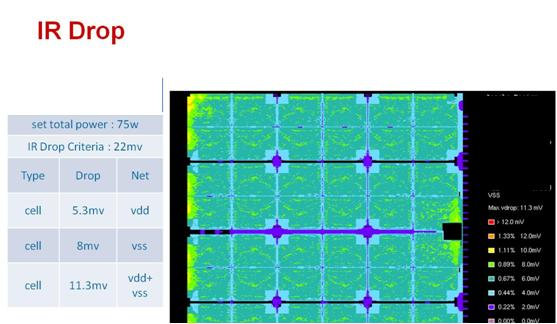 IR Drop
set total power : 75w
IR Drop Criteria : 22mv
Type Drop Net
cell 5.3mv vdd
cell 8mv vss
cell 11.3mv vdd+
vss
VSS
Max vdrop: 11.3 mV
> 12.0 mV
1.33% 12.0mV
1.11% 10.0mV
0.89% 8.0mV
0.67% 6.0mV
0.44% 4.0mV
0.22% 2.0mV
0.00% 0.0mV